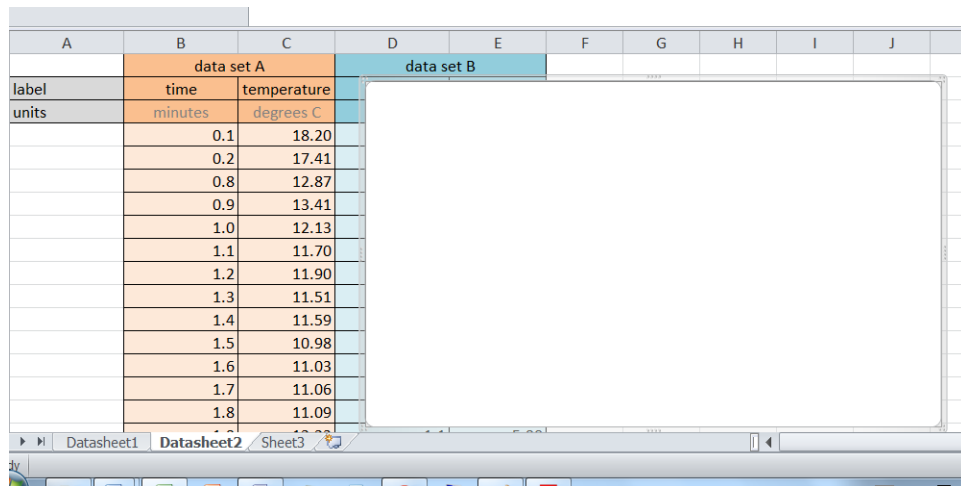 A B C D E F G H I J
data set A data set B
label time temperature
units minutes degrees C
0.1 18.20
0.2 17.41
0.8 12.87
0.9 13.41
1.0 12.13
1.1 11.70
1.2 11.90
1.3 11.51
1.4 11.59
1.5 10.98
1.6 11.03
1.7 11.06
1.8 11.09
Datasheet1 Datasheet2 Sheet3